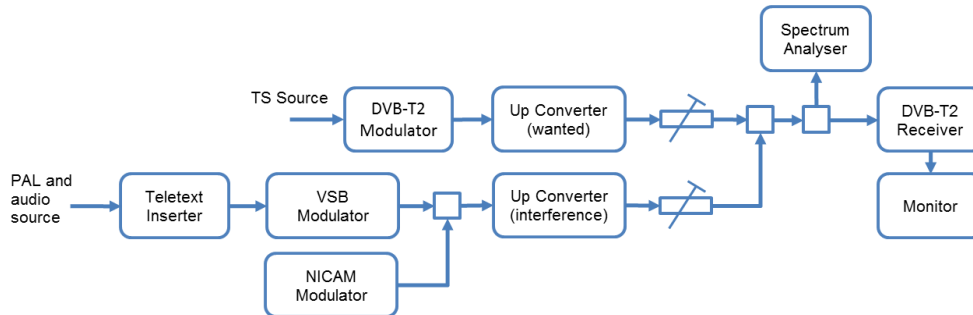 Spectrum
Analyser
TS Source
DVB-T2
Modulator
Up Converter
(wanted)
DVB-T2
Receiver
PAL and
audio
source
Teletext
Inserter
VSB
Modulator
Up Converter
(interference)
Monitor
NICAM
Modulator